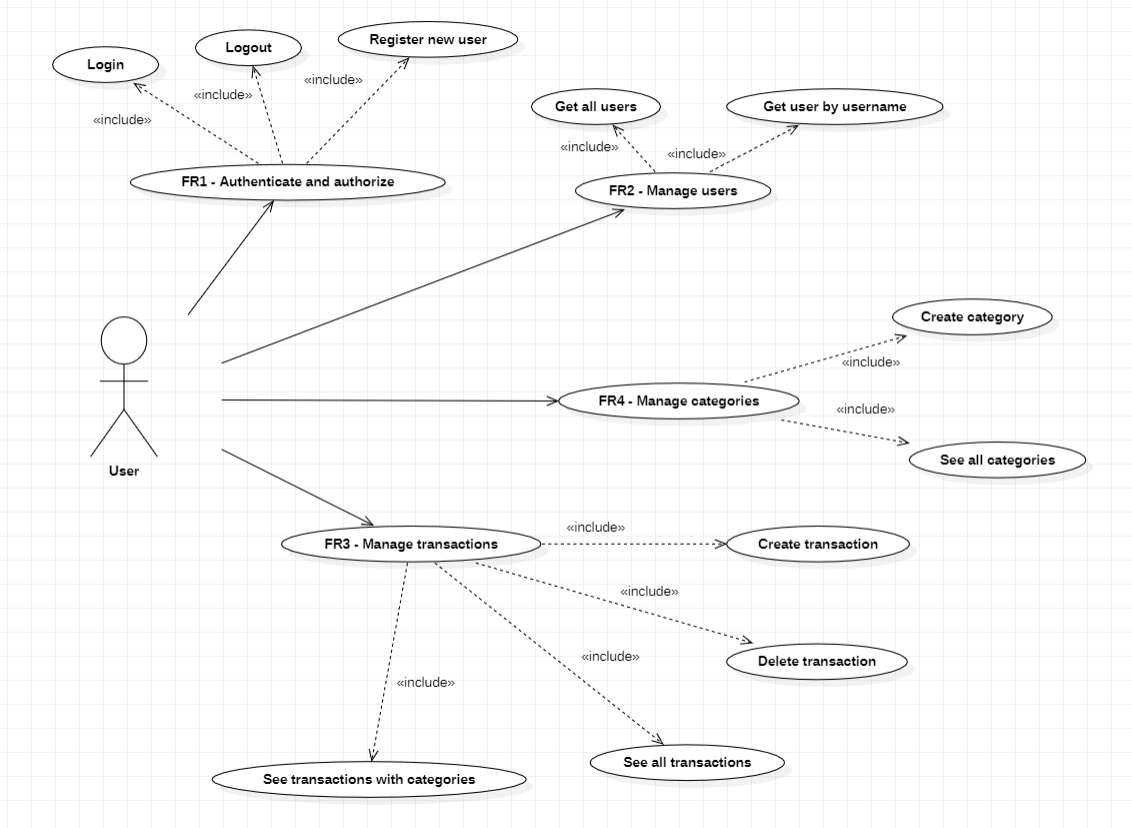 Login
Logout
Register new user
«include»
«include»
«include»
FR1 - Authenticate and authorize
Get all users
Get user by username
«include»
«include»
FR2 - Manage users
User
Create category
«include»
FR4 - Manage categories
«include»
See all categories
FR3 - Manage transactions
«include»
Create transaction
«include»
Delete transaction
«include»
«include»
See all transactions
See transactions with categories